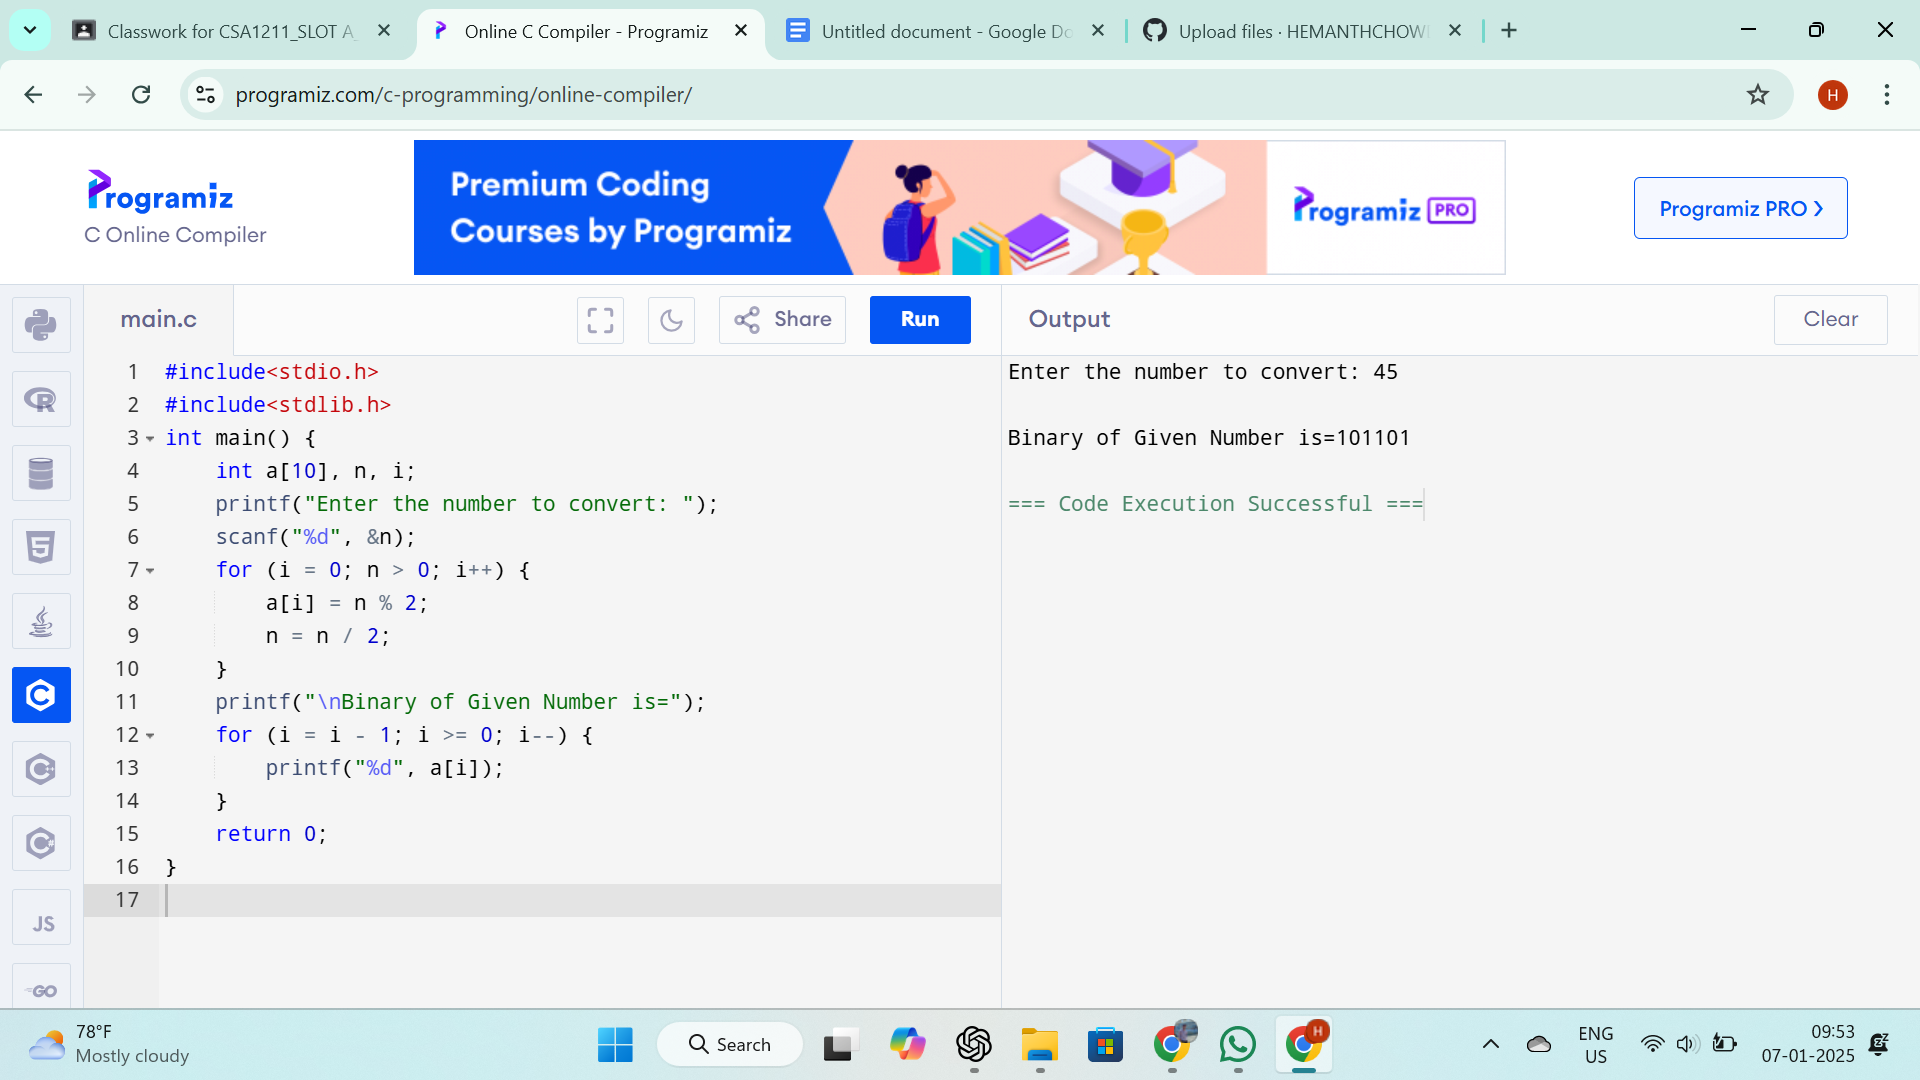 Classwork for CSA1211_SLOT A_
Online C Compiler - Programiz
Untitled document - Google Do
Upload files · HEMANTHCHOW
programiz.com/c-programming/online-compiler/
H
Programiz
C Online Compiler
Premium Coding
Courses by Programiz
Programiz PRO
Programiz PRO ›
main.c
Share
Run
Output
Clear
1 #include<stdio.h>
2 #include<stdlib.h>
3 int main() {
4 int a[10], n, i;
5 printf("Enter the number to convert: ");
6 scanf("%d", &n);
7 for (i = 0; n > 0; i++) {
8 a[i] = n % 2;
9 n = n / 2;
10 }
11 printf("\nBinary of Given Number is=");
12 for (i = i - 1; i >= 0; i--) {
13 printf("%d", a[i]);
14 }
15 return 0;
16 }
17
Enter the number to convert: 45
Binary of Given Number is=101101
=== Code Execution Successful ===
R
5
C
C++
C#
JS
GO
78°F
Mostly cloudy
Search
H
ENG
US
09:53
07-01-2025